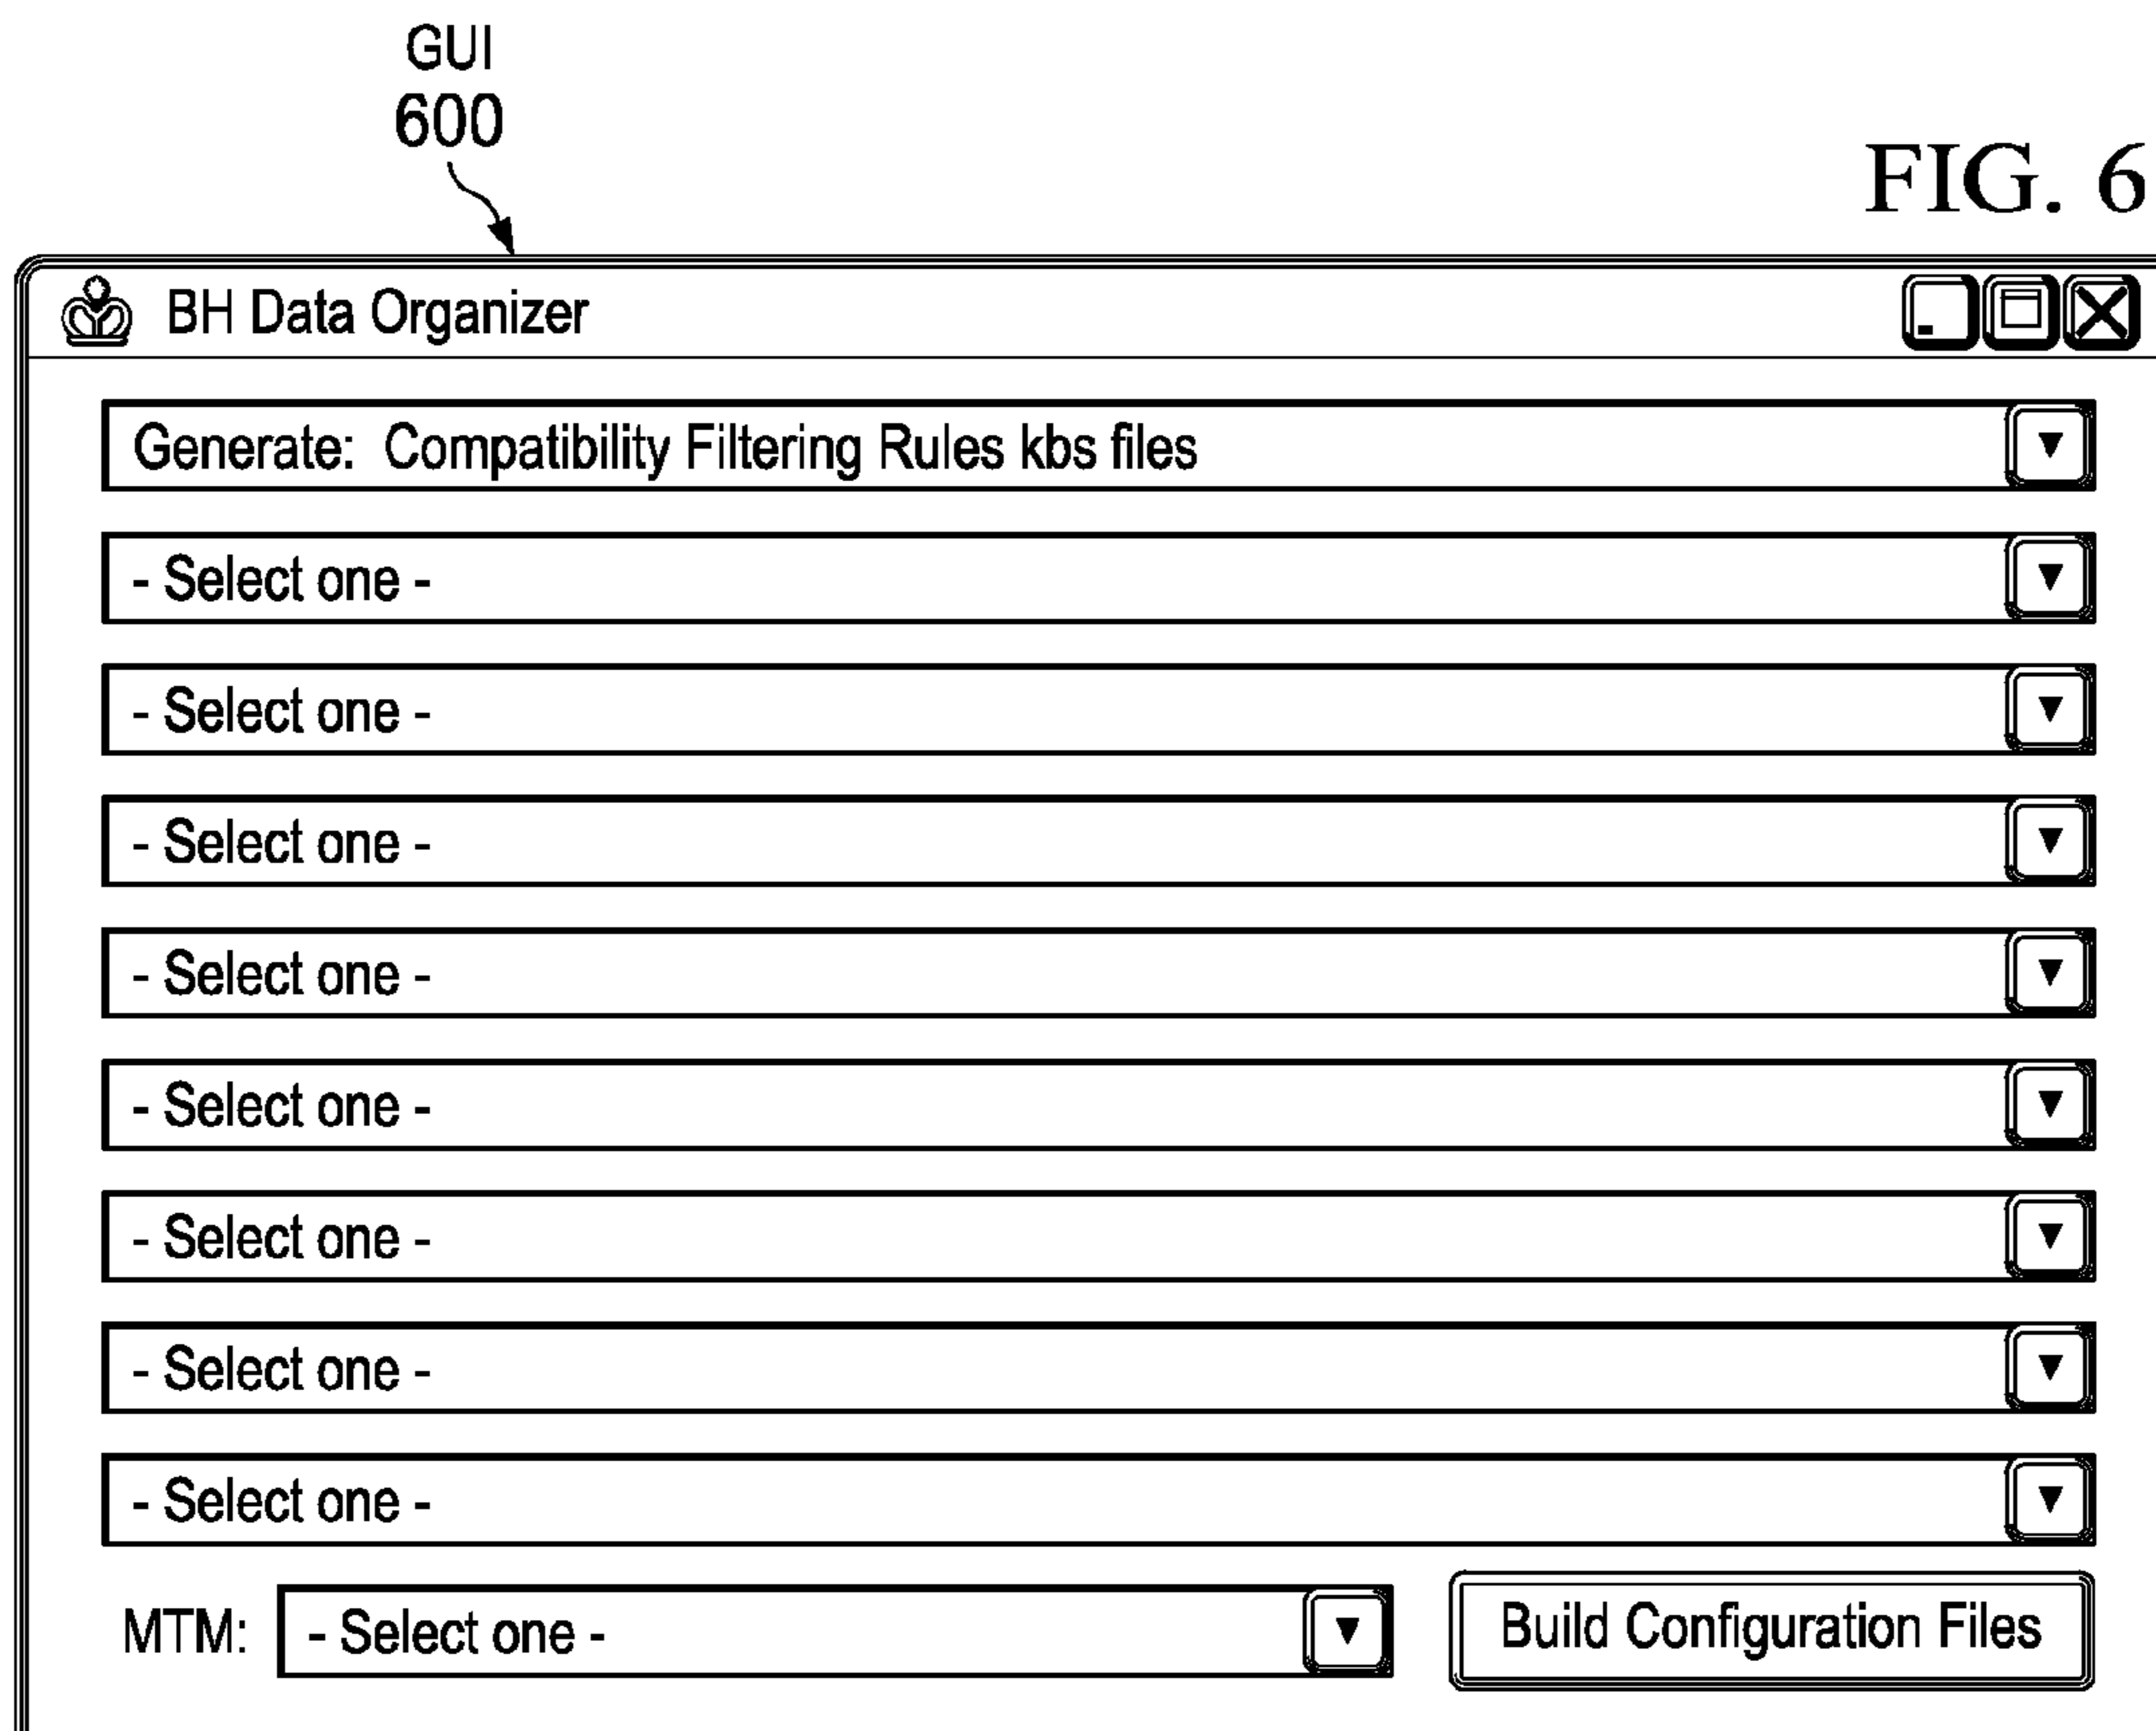 GUI
600
FIG. 6
BH Data Organizer
Generate: Compatibility Filtering Rules kbs files
- Select one -
- Select one -
- Select one -
- Select one -
- Select one -
- Select one -
- Select one -
- Select one -
MTM: - Select one - Build Configuration Files